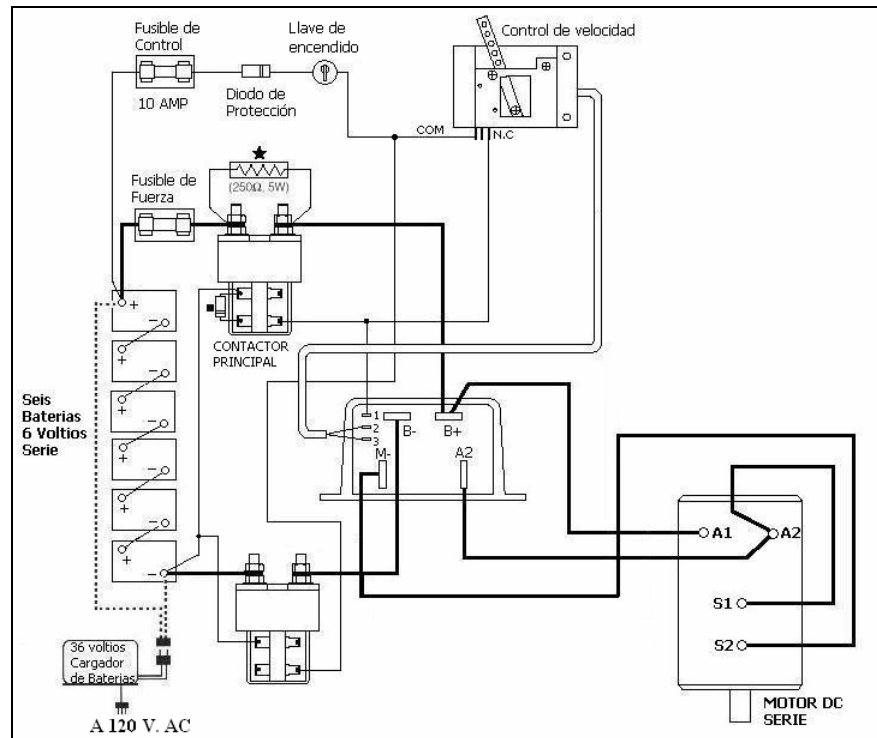 Fusible de
Control
10 AMP
Diodo de
Protección
Llave de
encendido
Control de velocidad
COM
N.C
Fusible de
Fuerza
(250Ω, 5W)
CONTACTOR
PRINCIPAL
+
−
+
−
+
−
+
−
+
−
+
−
Seis
Baterias
6 Voltios
Serie
1
2
3
B-
B+
M-
A2
A1
A2
S1
S2
MOTOR DC
SERIE
36 voltios
Cargador
de Baterias
A 120 V. AC